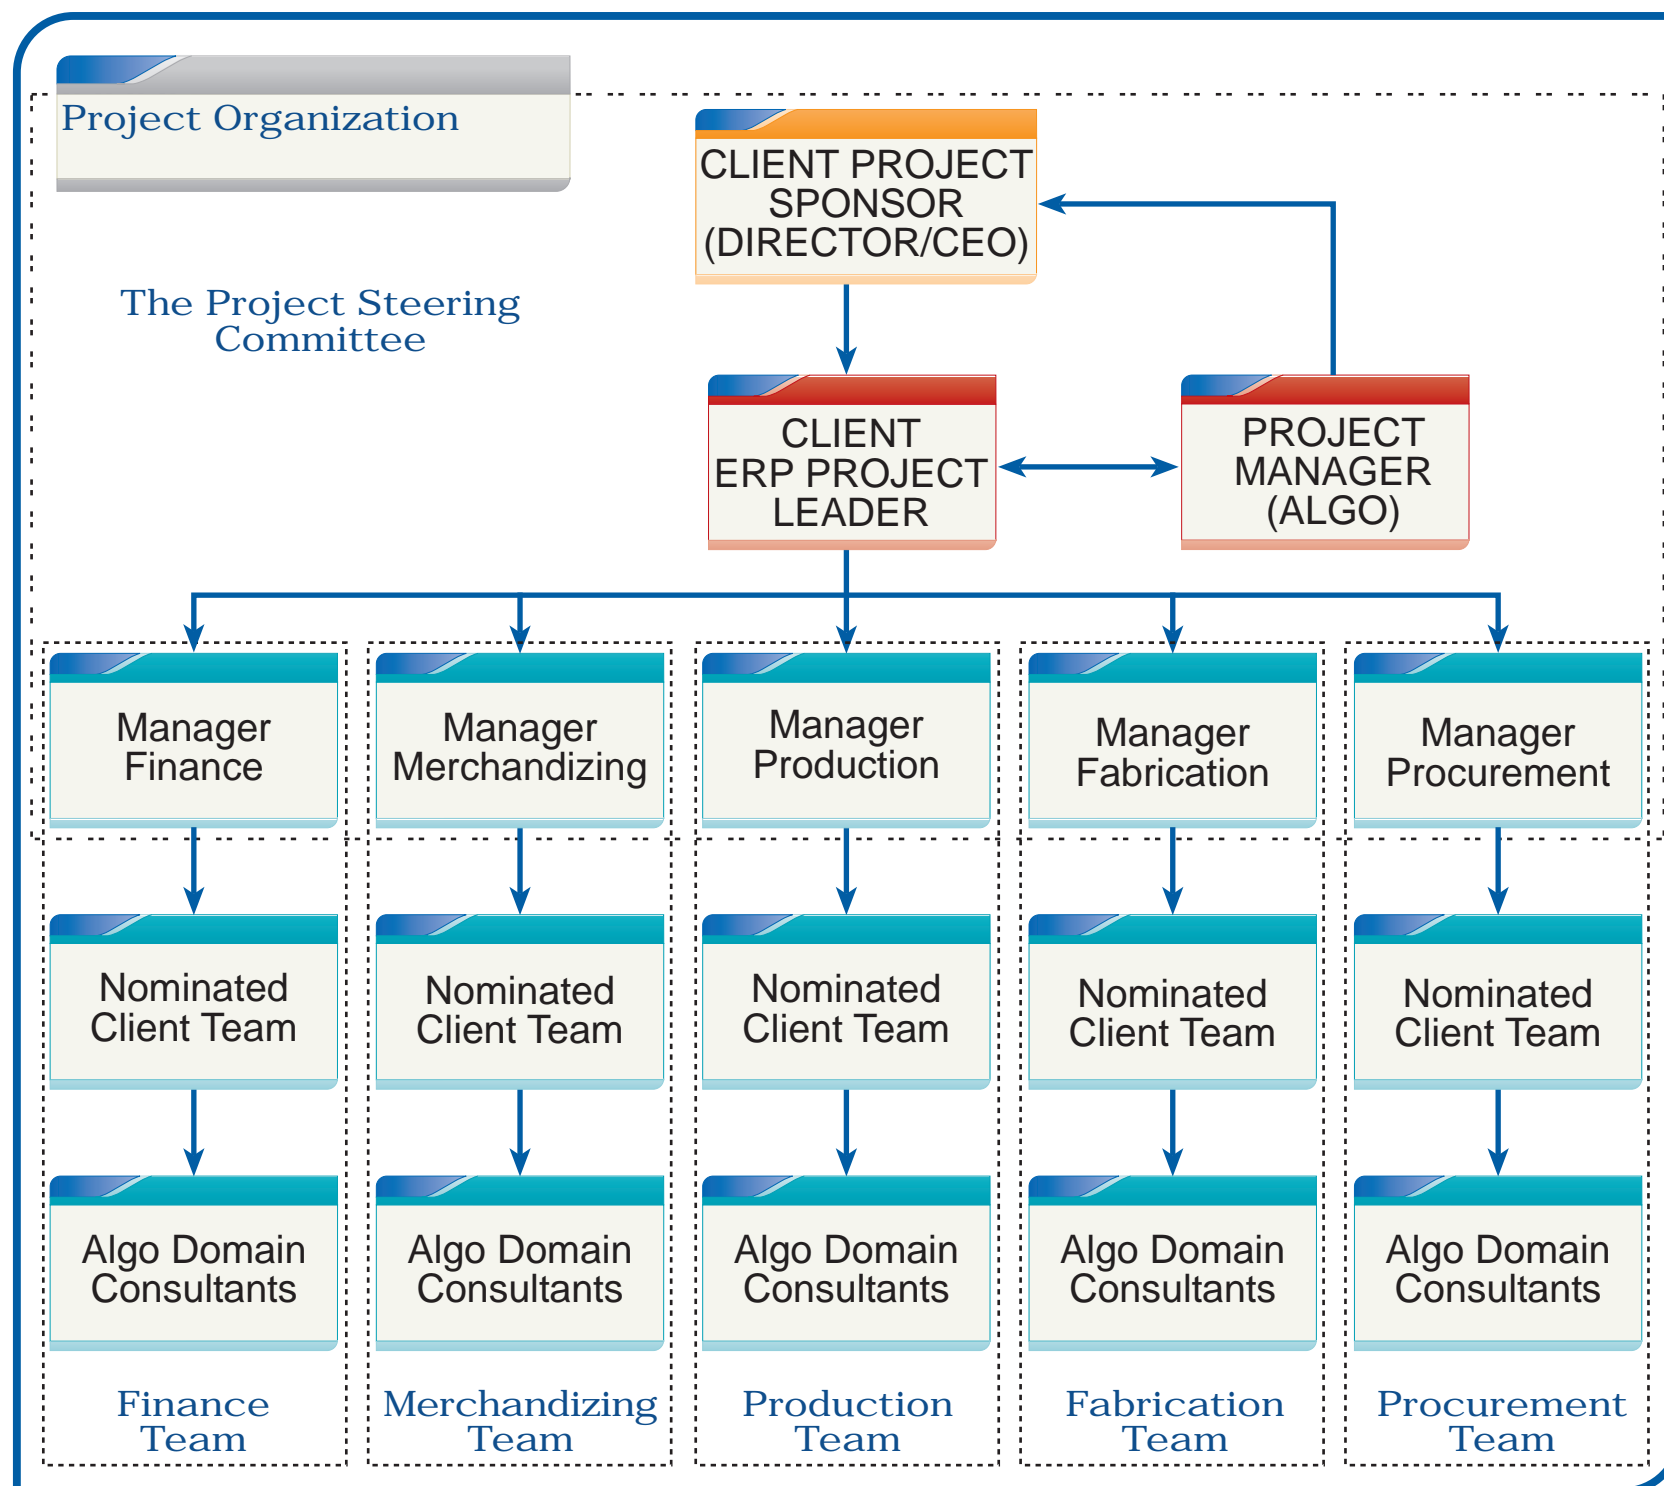 Project Organization
CLIENT PROJECT
SPONSOR
(DIRECTOR/CEO)
The Project Steering
Committee
CLIENT
ERP PROJECT
LEADER
PROJECT
MANAGER
(ALGO)
Manager
Finance
Manager
Merchandizing
Manager
Production
Manager
Fabrication
Manager
Procurement
Nominated
Client Team
Nominated
Client Team
Nominated
Client Team
Nominated
Client Team
Nominated
Client Team
Algo Domain
Consultants
Algo Domain
Consultants
Algo Domain
Consultants
Algo Domain
Consultants
Algo Domain
Consultants
Finance
Team
Merchandizing
Team
Production
Team
Fabrication
Team
Procurement
Team